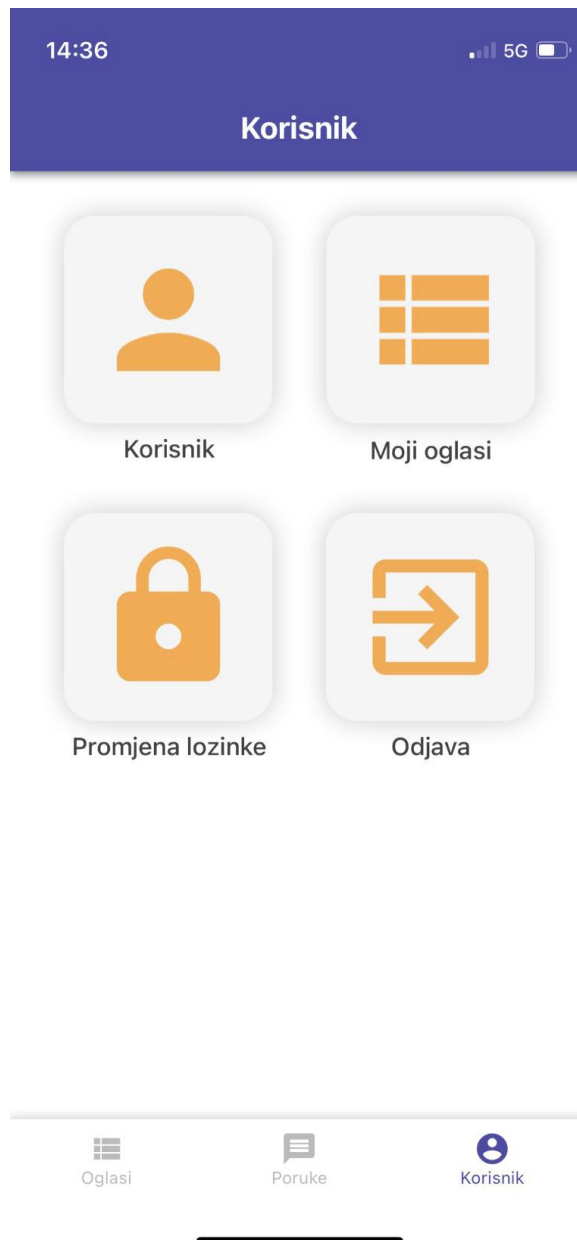 14:36 5G
Korisnik
Korisnik Moji oglasi
Promjena lozinke Odjava
Oglasi Poruke Korisnik